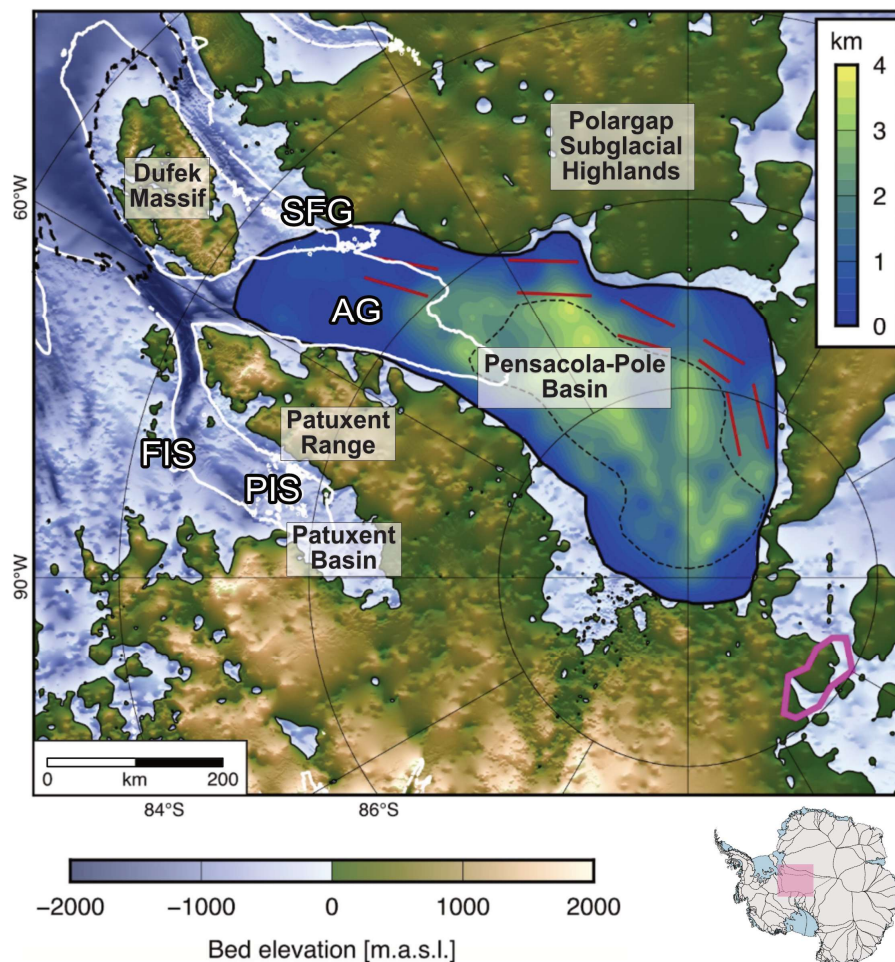 km
4
3
2
1
0
Polargap
Subglacial
Highlands
Dufek
Massif
60°W
SFG
AG
Pensacola-Pole
Basin
Patuxent
Range
FIS
PIS
Patuxent
Basin
90°W
0 km 200
84°S 86°S
−2000 −1000 0 1000 2000
Bed elevation [m.a.s.l.]